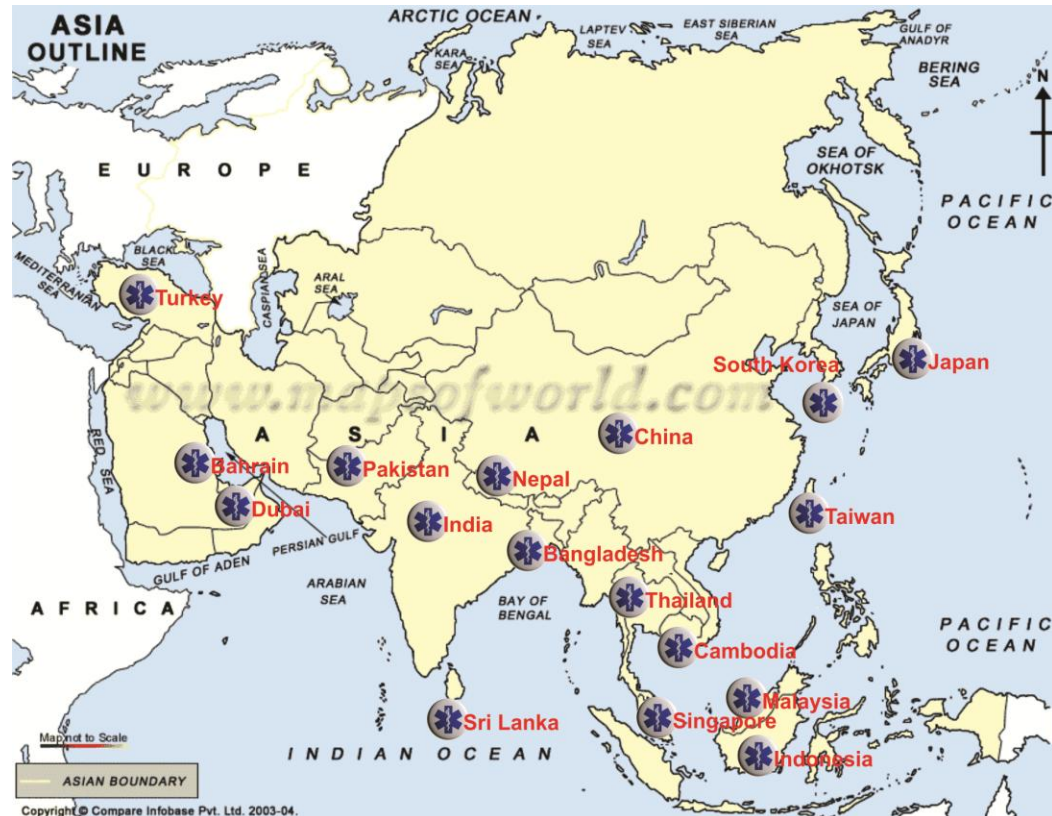 ASIA
OUTLINE
ARCTIC OCEAN
KARA
SEA
LAPTEV
SEA
EAST SIBERIAN
SEA
GULF OF
ANADYR
BERING
SEA
N
EUROPE
SEA OF
OKHOTSK
PACIFIC
OCEAN
MEDITERRANEAN
SEA
BLACK
SEA
CASPIAN SEA
ARAL
SEA
Turkey
SEA OF
JAPAN
South Korea
Japan
www.mapsofworld.com
RED SEA
ASIA
China
Bahrain
Pakistan
Nepal
Dubai
India
Taiwan
PERSIAN GULF
Bangladesh
GULF OF ADEN
ARABIAN
SEA
BAY OF
BENGAL
Thailand
AFRICA
PACIFIC
OCEAN
Cambodia
Malaysia
Sri Lanka
Singapore
Map not to Scale
INDIAN OCEAN
Indonesia
ASIAN BOUNDARY
Copyright © Compare Infobase Pvt. Ltd. 2003-04.